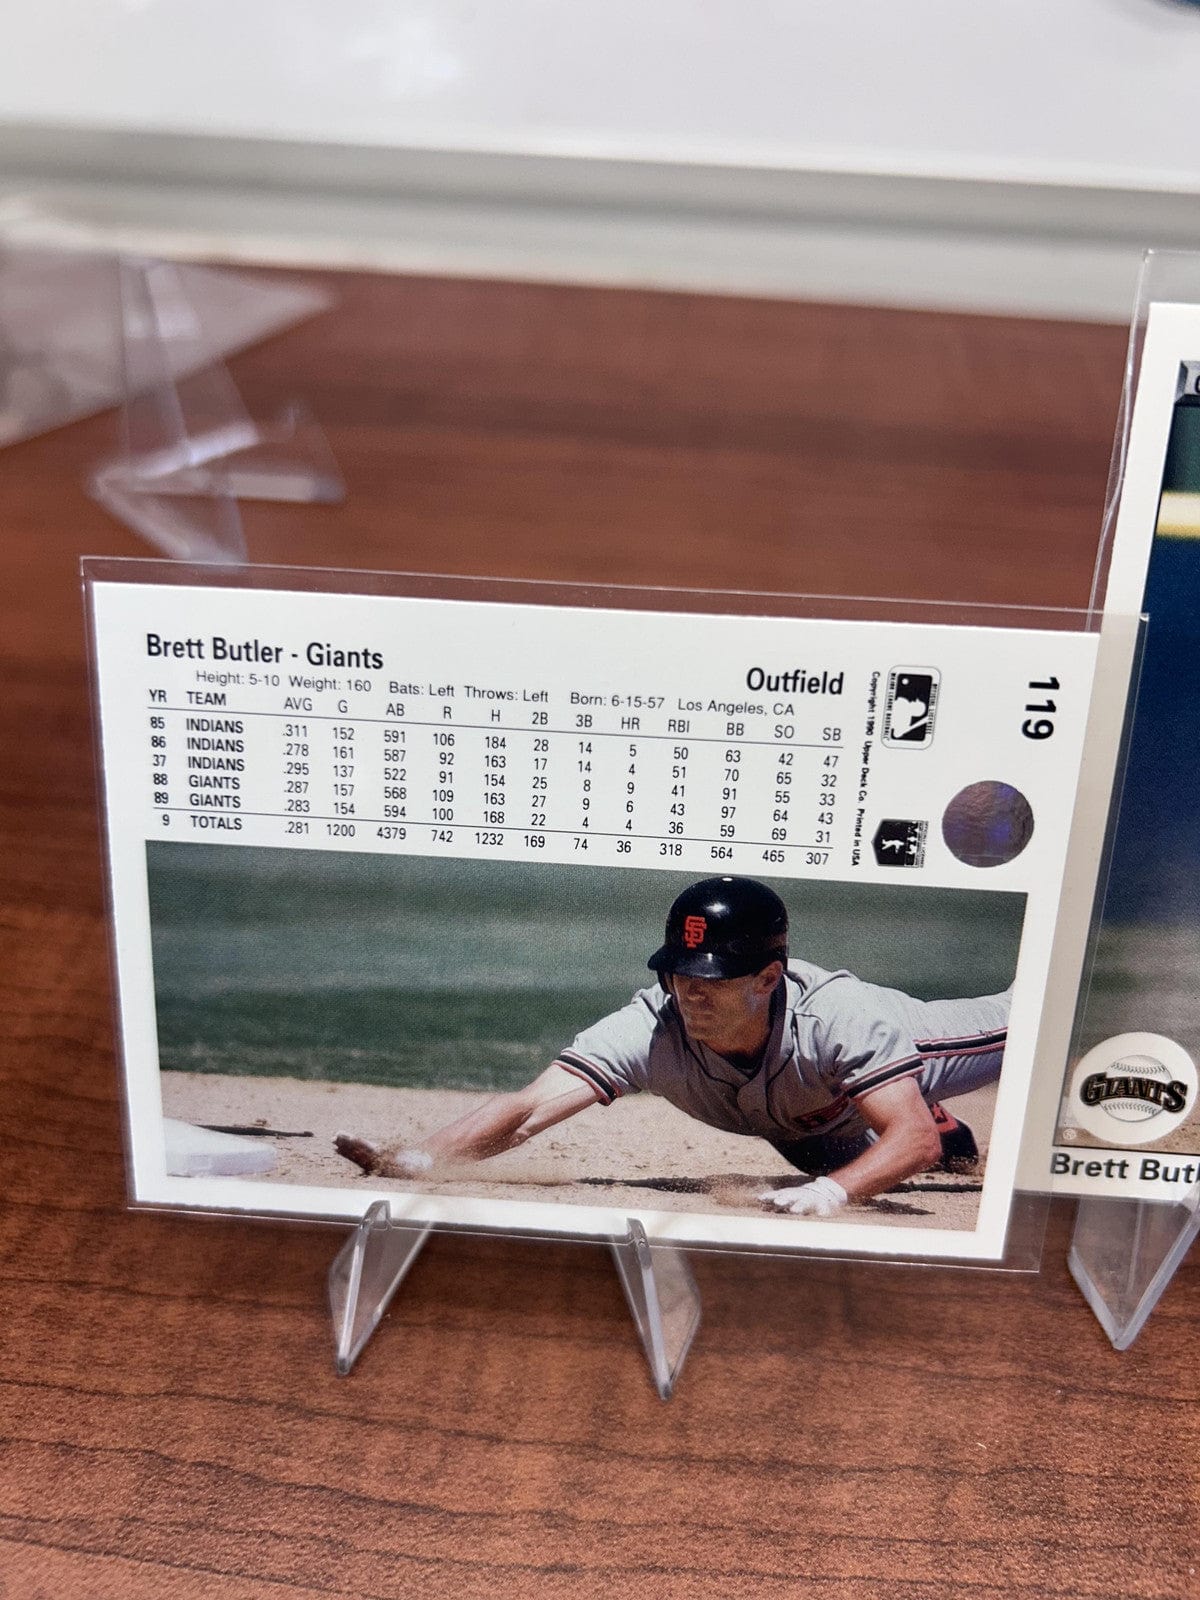 Brett Butler - Giants
Outfield
Height: 5-10 Weight: 160 Bats: Left Throws: Left Born: 6-15-57 Los Angeles, CA
YR TEAM AVG G AB R H 2B 3B HR RBI BB SO SB
85 INDIANS .311 152 591 106 184 28 14 5 50 63 42 47
86 INDIANS .278 161 587 92 163 17 14 4 51 70 65 32
37 INDIANS .295 137 522 91 154 25 8 9 41 91 55 33
88 GIANTS .287 157 568 109 163 27 9 6 43 97 64 43
89 GIANTS .283 154 594 100 168 22 4 4 36 59 69 31
9 TOTALS .281 1200 4379 742 1232 169 74 36 318 564 465 307
Copyright 1990 Upper Deck Co. Printed in USA
119
MLB
SF
GIANTS
Brett Butl